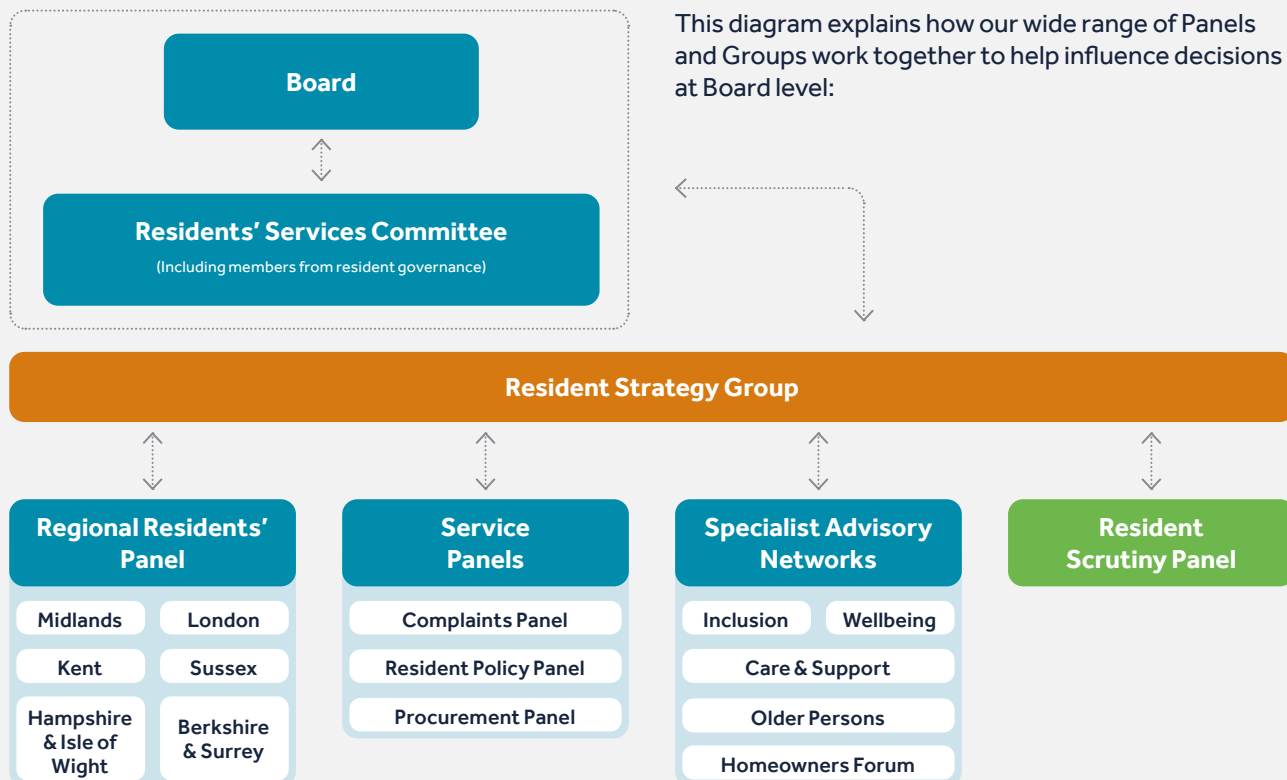 Board
Residents’ Services Committee
(Including members from resident governance)
This diagram explains how our wide range of Panels
and Groups work together to help influence decisions
at Board level:
Resident Strategy Group
Regional Residents’
Panel
Midlands
London
Kent
Sussex
Hampshire
& Isle of
Wight
Berkshire
& Surrey
Service
Panels
Complaints Panel
Resident Policy Panel
Procurement Panel
Specialist Advisory
Networks
Inclusion
Wellbeing
Care & Support
Older Persons
Homeowners Forum
Resident
Scrutiny Panel